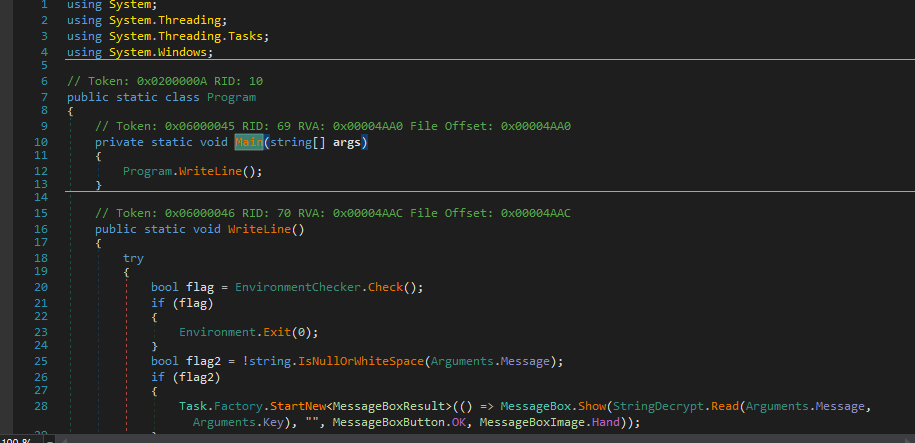 1 using System;
2 using System.Threading;
3 using System.Threading.Tasks;
4 using System.Windows;
5
6 // Token: 0x0200000A RID: 10
7 public static class Program
8 {
9 // Token: 0x06000045 RID: 69 RVA: 0x00004AA0 File Offset: 0x00004AA0
10 private static void Main(string[] args)
11 {
12 Program.WriteLine();
13 }
14
15 // Token: 0x06000046 RID: 70 RVA: 0x00004AAC File Offset: 0x00004AAC
16 public static void WriteLine()
17 {
18 try
19 {
20 bool flag = EnvironmentChecker.Check();
21 if (flag)
22 {
23 Environment.Exit(0);
24 }
25 bool flag2 = !string.IsNullOrWhiteSpace(Arguments.Message);
26 if (flag2)
27 {
28 Task.Factory.StartNew<MessageBoxResult>(() => MessageBox.Show(StringDecrypt.Read(Arguments.Message,
Arguments.Key), "", MessageBoxButton.OK, MessageBoxImage.Hand));
29 }
100 %